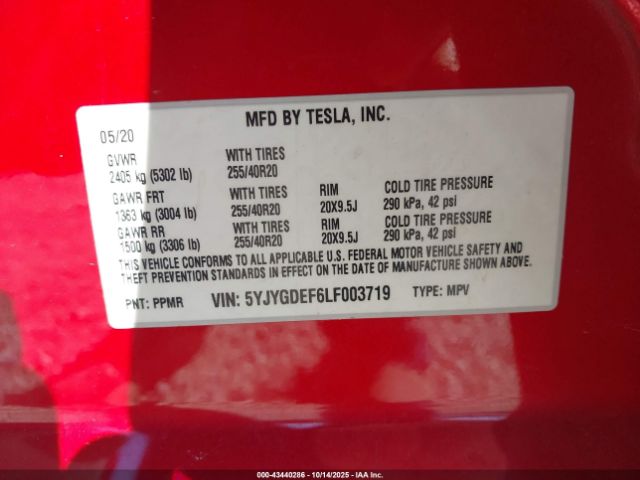 MFD BY TESLA, INC.
05/20
GVWR WITH TIRES
2405 kg (5302 lb) 255/40R20
GAWR FRT WITH TIRES RIM COLD TIRE PRESSURE
1363 kg (3004 lb) 255/40R20 20X9.5J 290 kPa, 42 psi
GAWR RR WITH TIRES RIM COLD TIRE PRESSURE
1500 kg (3306 lb) 255/40R20 20X9.5J 290 kPa, 42 psi
THIS VEHICLE CONFORMS TO ALL APPLICABLE U.S. FEDERAL MOTOR VEHICLE SAFETY AND
THEFT PREVENTION STANDARDS IN EFFECT ON THE DATE OF MANUFACTURE SHOWN ABOVE.
PNT: PPMR VIN: 5YJYGDEF6LF003719 TYPE: MPV
000-43440286 - 10/14/2025 - COPYRIGHT - IAA, Inc.